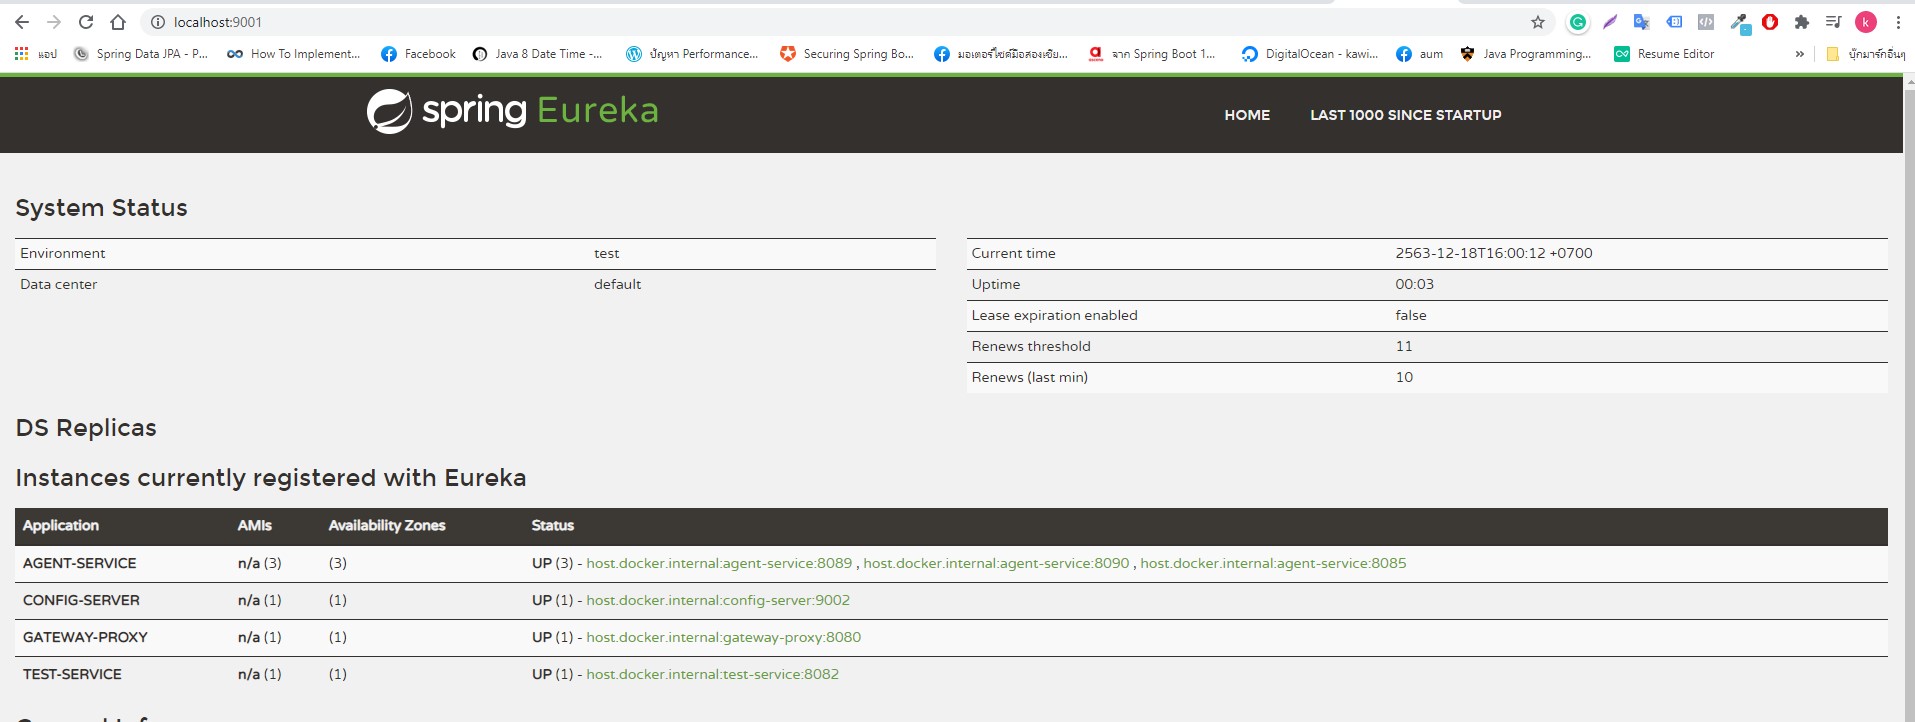 localhost:9001
แอป Spring Data JPA - P... How To Implement... Facebook Java 8 Date Time -... ปัญหา Performance... Securing Spring Bo... มอเตอร์ไซค์มือสองเชีย... จาก Spring Boot 1... DigitalOcean - kawi... aum Java Programming... Resume Editor » บุ๊กมาร์กอื่นๆ
spring Eureka HOME LAST 1000 SINCE STARTUP
System Status
Environment test Current time 2563-12-18T16:00:12 +0700
Data center default Uptime 00:03
Lease expiration enabled false
Renews threshold 11
Renews (last min) 10
DS Replicas
Instances currently registered with Eureka
Application AMIs Availability Zones Status
AGENT-SERVICE n/a (3) (3) UP (3) - host.docker.internal:agent-service:8089 , host.docker.internal:agent-service:8090 , host.docker.internal:agent-service:8085
CONFIG-SERVER n/a (1) (1) UP (1) - host.docker.internal:config-server:9002
GATEWAY-PROXY n/a (1) (1) UP (1) - host.docker.internal:gateway-proxy:8080
TEST-SERVICE n/a (1) (1) UP (1) - host.docker.internal:test-service:8082